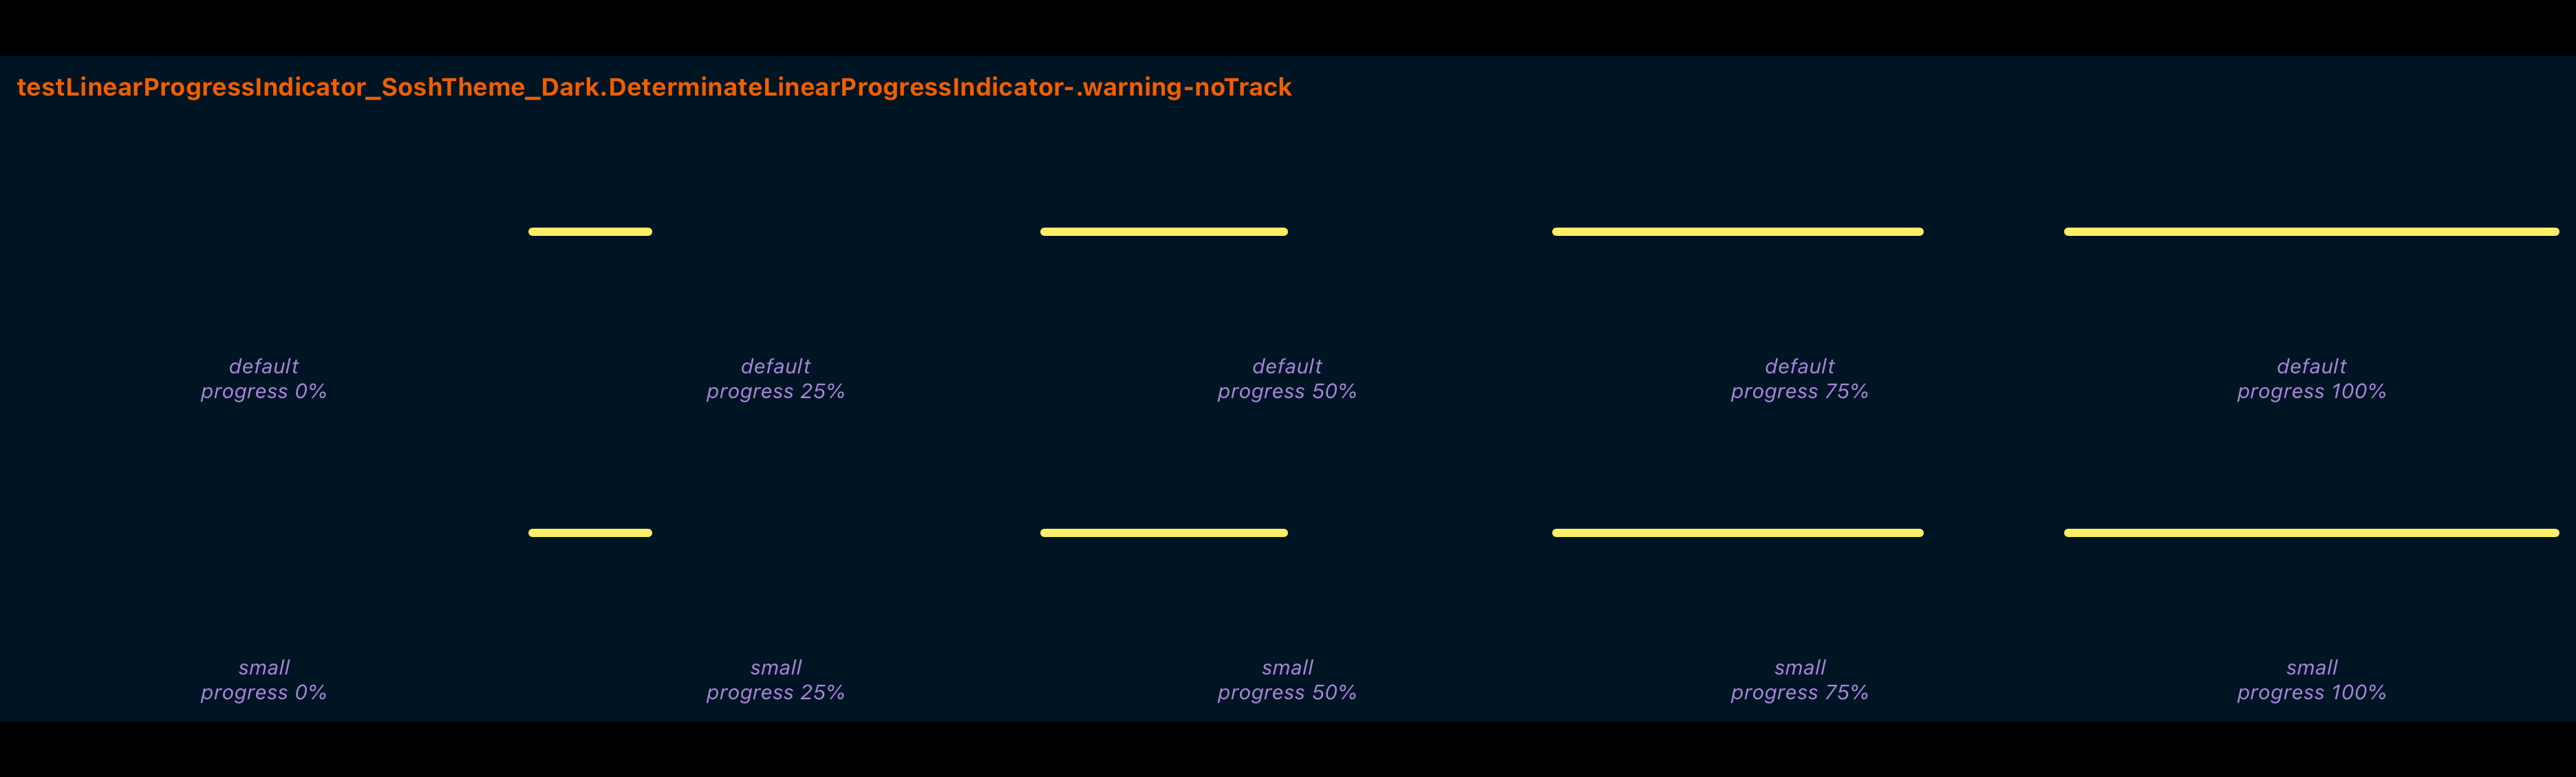 testLinearProgressIndicator_SoshTheme_Dark.DeterminateLinearProgressIndicator-.warning-noTrack
default
progress 0%
default
progress 25%
default
progress 50%
default
progress 75%
default
progress 100%
small
progress 0%
small
progress 25%
small
progress 50%
small
progress 75%
small
progress 100%